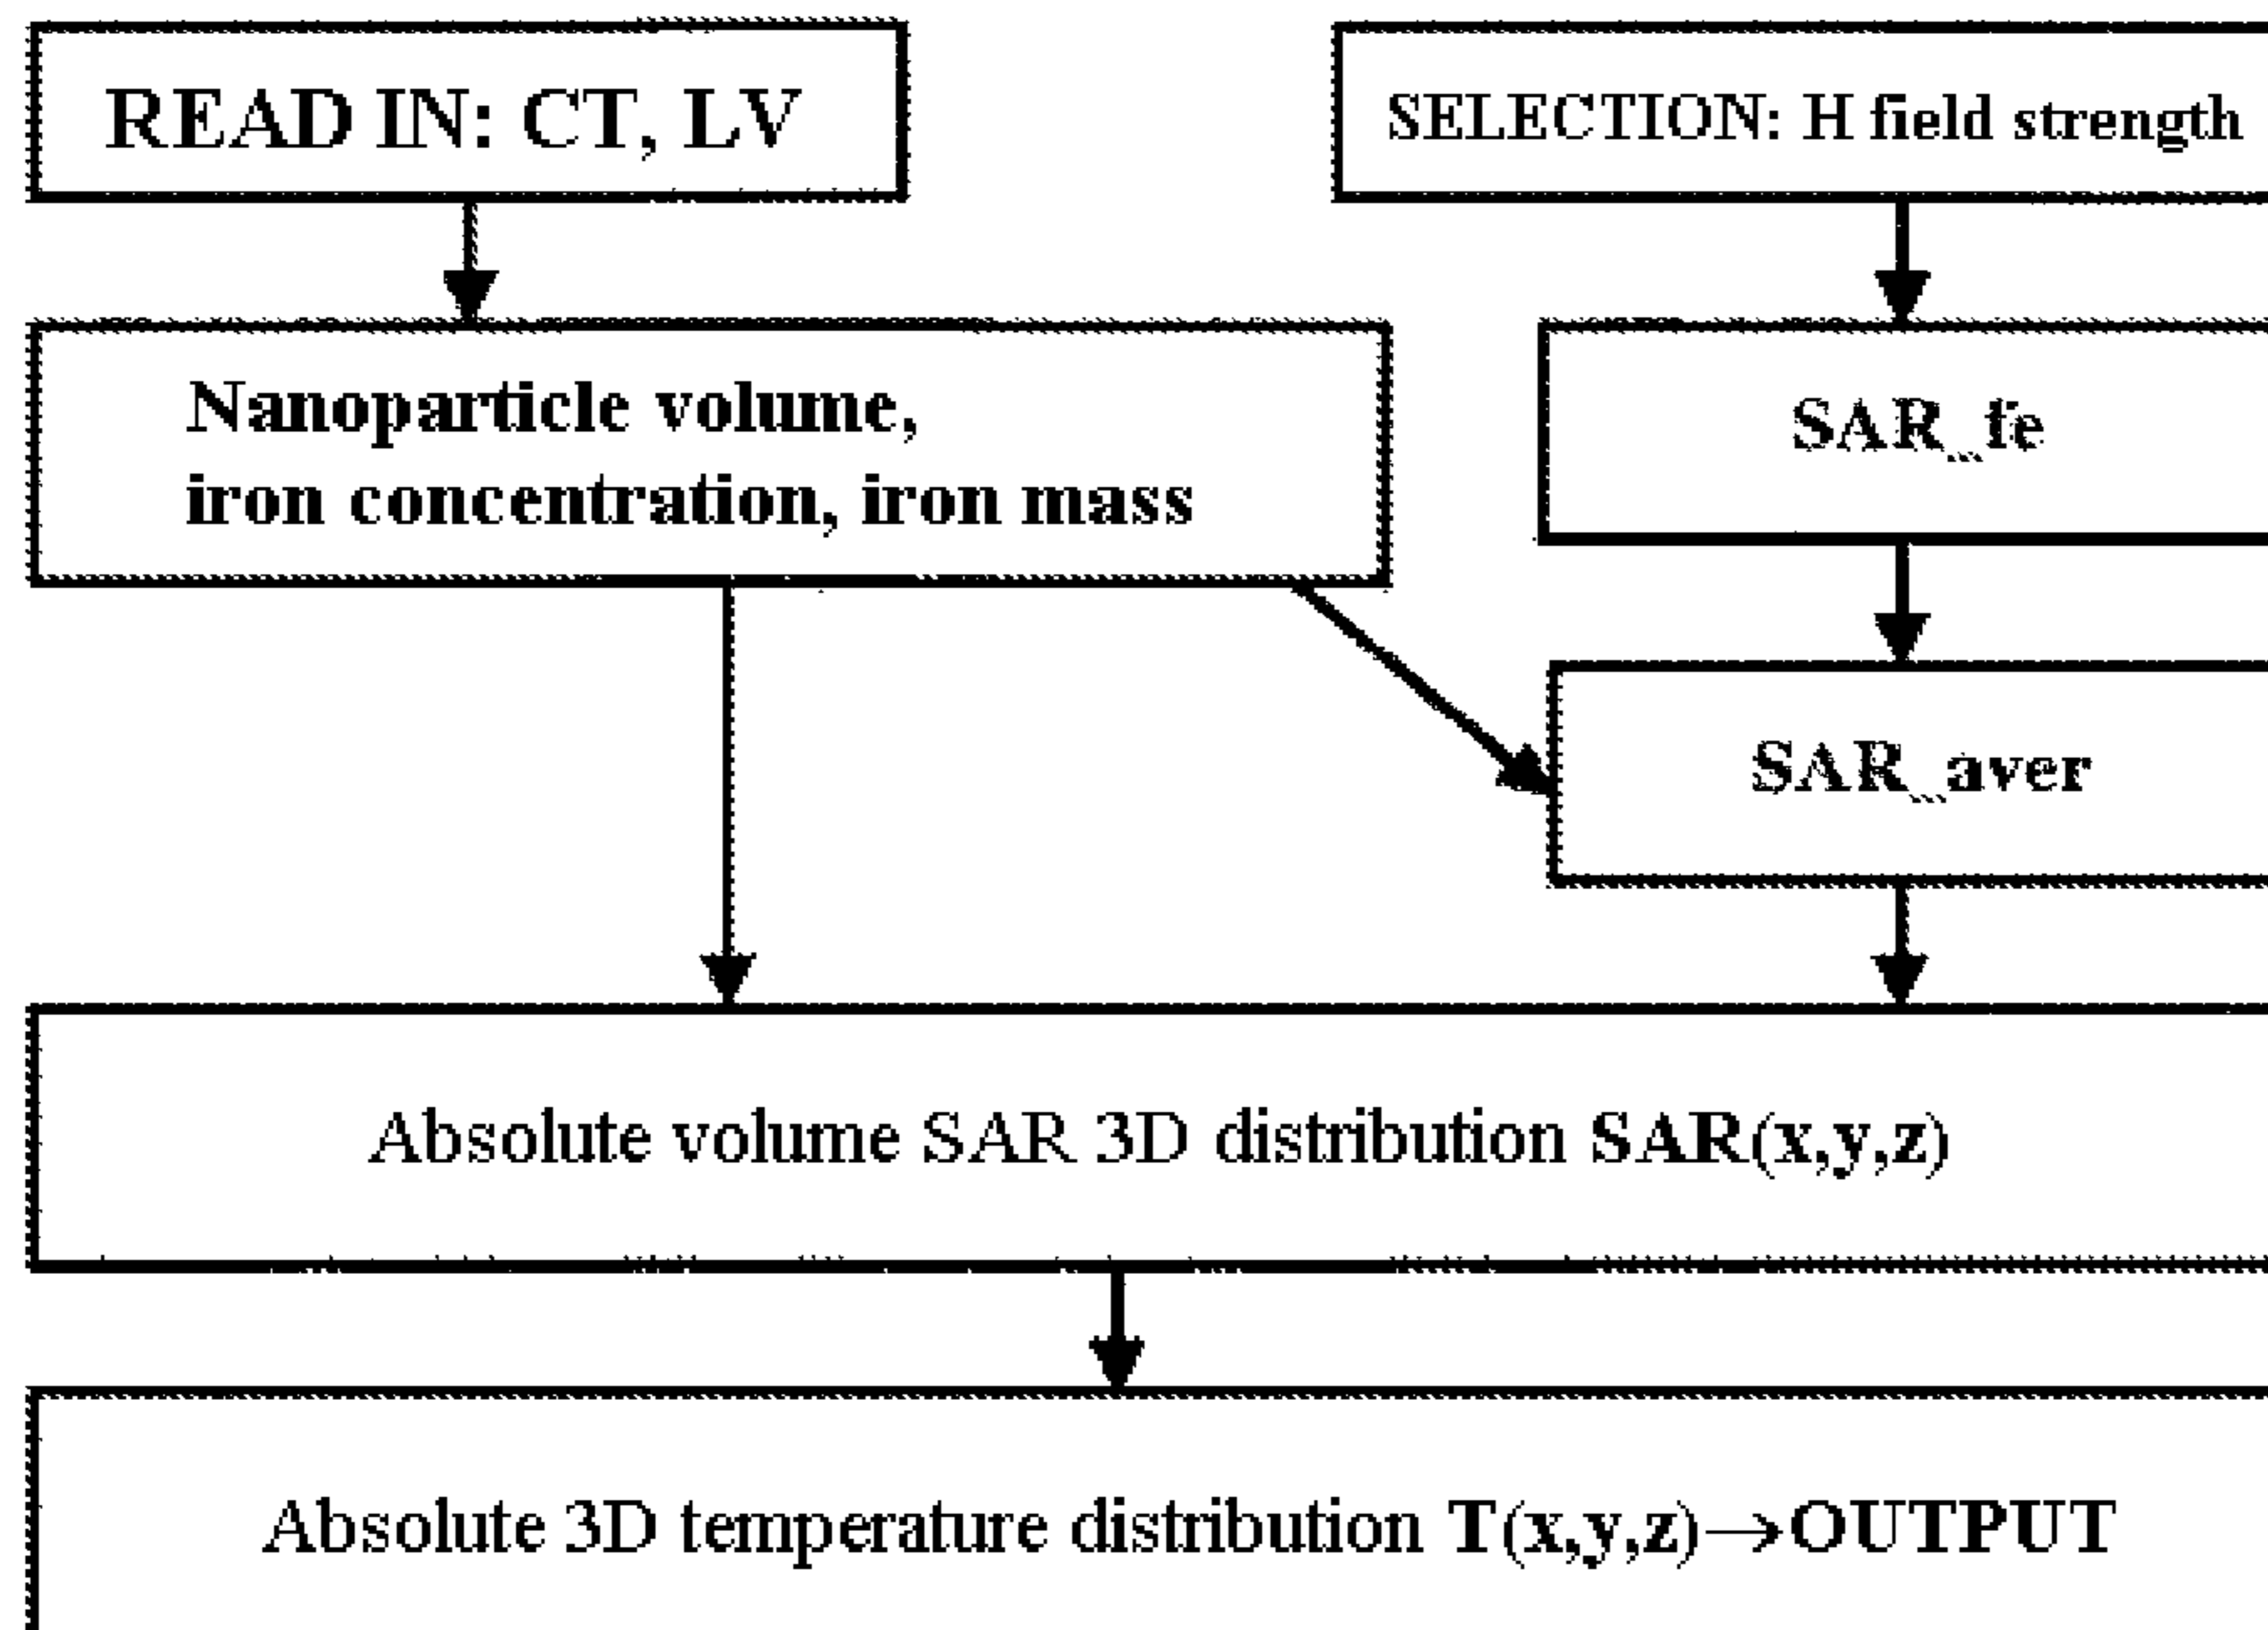 READ IN: CT, LV
SELECTION: H field strength
Nanoparticle volume,
iron concentration, iron mass
SAR_fe
SAR_aver
Absolute volume SAR 3D distribution SAR(x,y,z)
Absolute 3D temperature distribution T(x,y,z)→OUTPUT